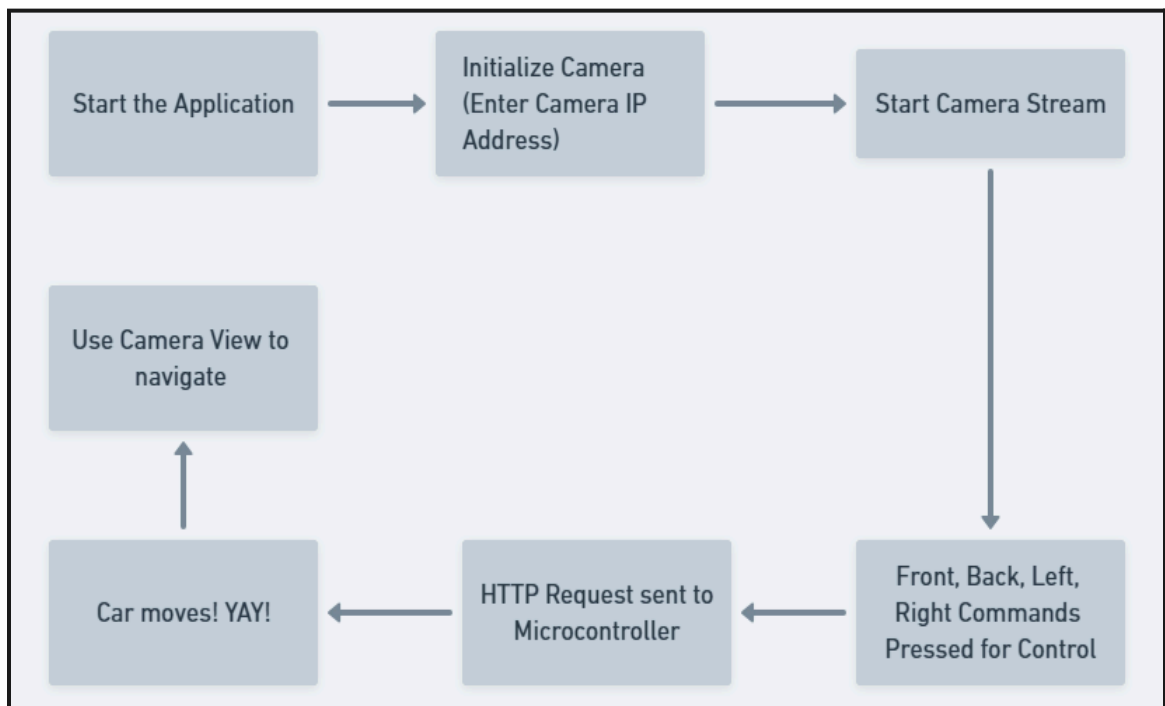 Start the Application
Initialize Camera
(Enter Camera IP
Address)
Start Camera Stream
Front, Back, Left,
Right Commands
Pressed for Control
HTTP Request sent to
Microcontroller
Car moves! YAY!
Use Camera View to
navigate